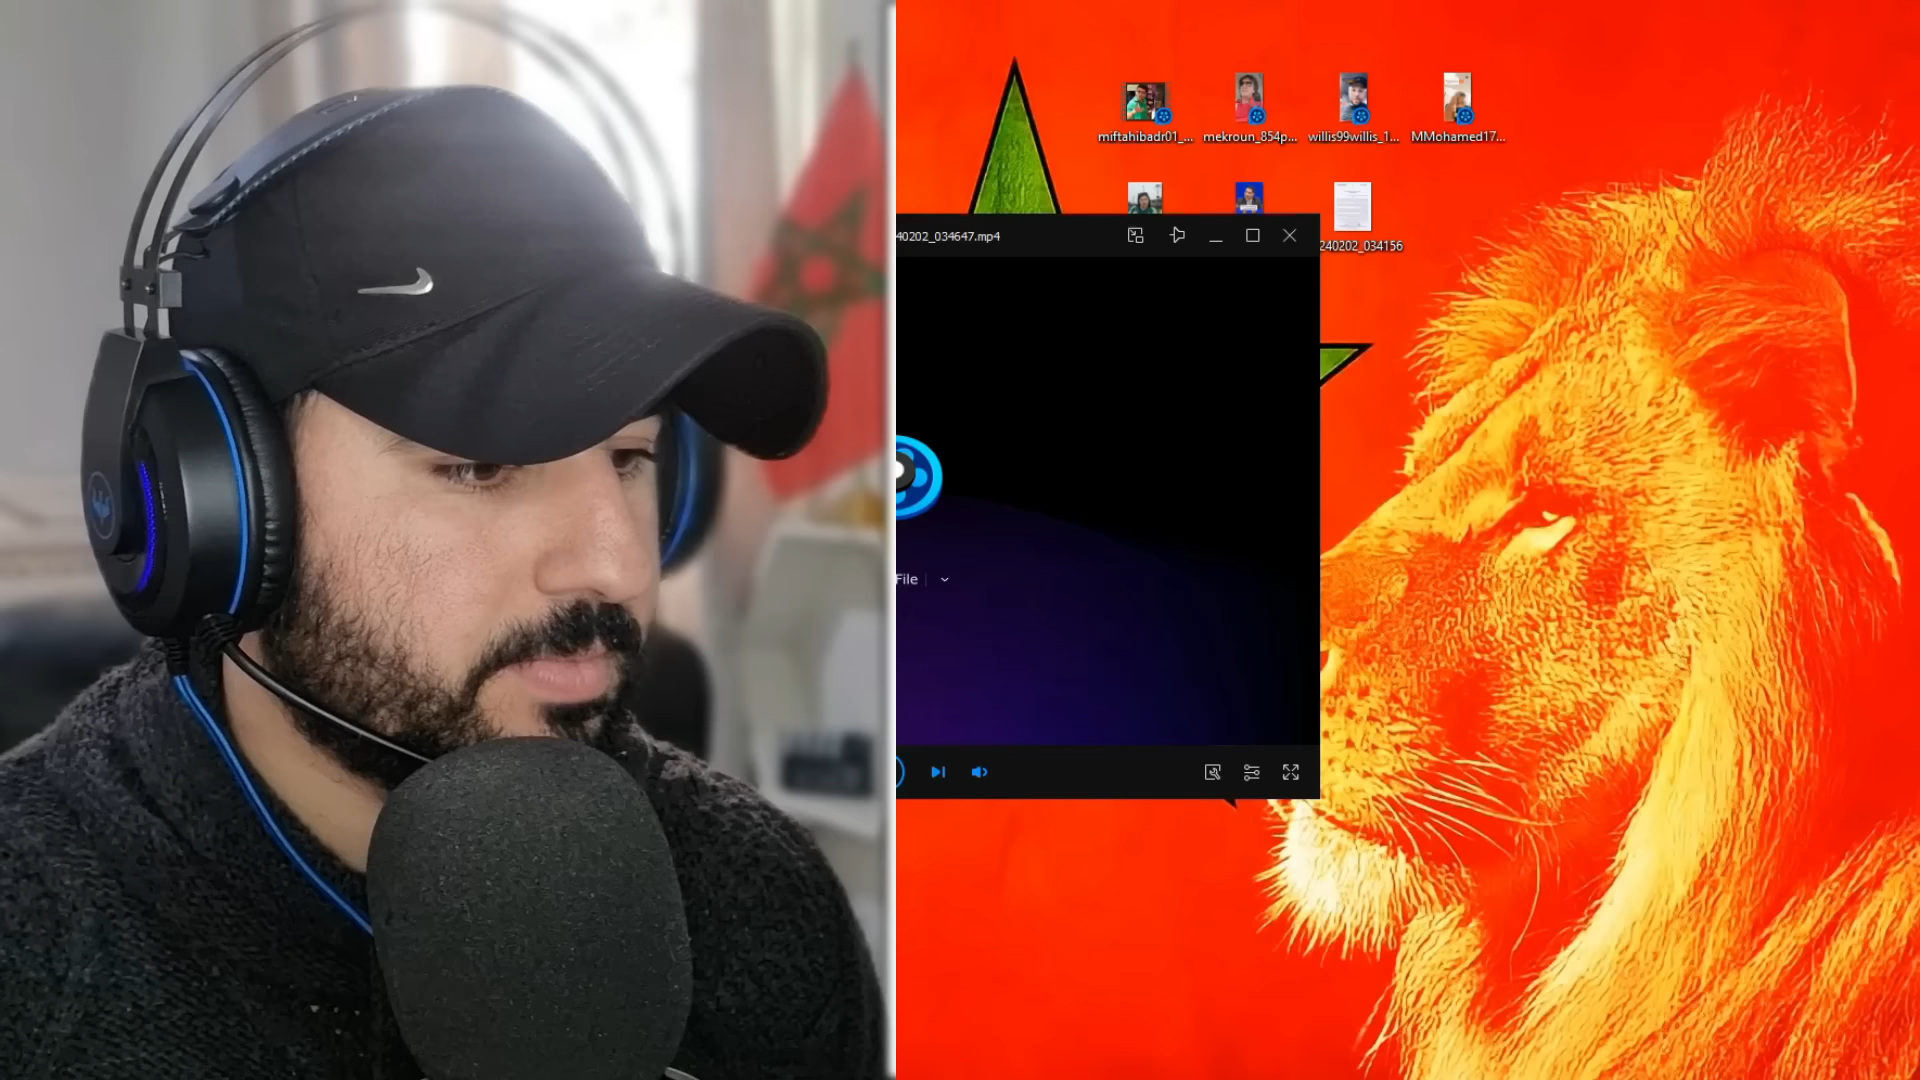 miftahibadr01_...
mekroun_854p...
willis99willis_1...
MMohamed17...
240202_034156
40202_034647.mp4
File